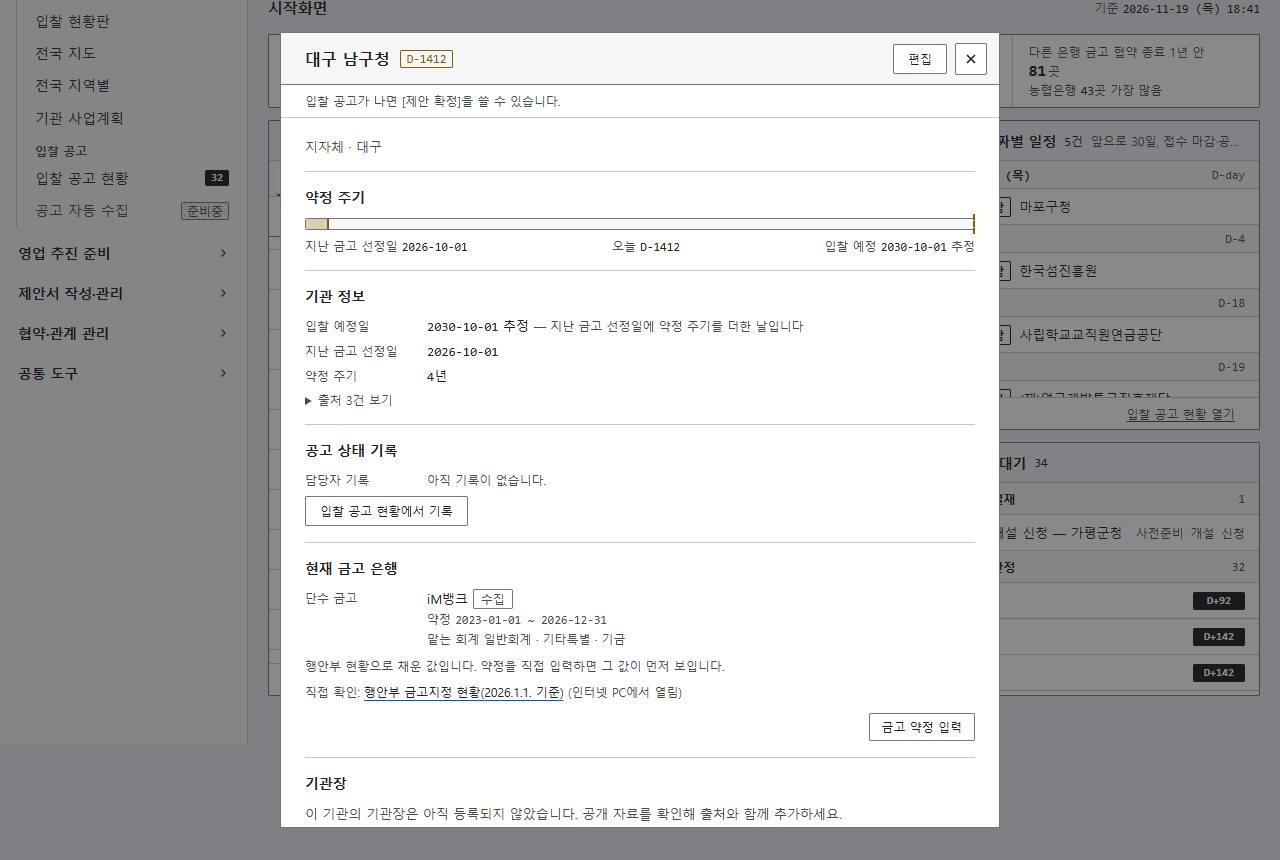 시작화면
기준 2026-11-19 (목) 18:41
입찰 현황판
전국 지도
전국 지역별
기관 사업계획
입찰 공고
입찰 공고 현황 32
공고 자동 수집 준비중
영업 추진 준비
제안서 작성·관리
협약·관계 관리
공통 도구
대구 남구청 D-1412
편집 ✕
입찰 공고가 나면 [제안 확정]을 쓸 수 있습니다.
지자체 · 대구
약정 주기
지난 금고 선정일 2026-10-01 오늘 D-1412 입찰 예정 2030-10-01 추정
기관 정보
입찰 예정일 2030-10-01 추정 — 지난 금고 선정일에 약정 주기를 더한 날입니다
지난 금고 선정일 2026-10-01
약정 주기 4년
▶ 출처 3건 보기
공고 상태 기록
담당자 기록 아직 기록이 없습니다.
입찰 공고 현황에서 기록
현재 금고 은행
단수 금고 iM뱅크 수집
약정 2023-01-01 ~ 2026-12-31
맡는 회계 일반회계 · 기타특별 · 기금
행안부 현황으로 채운 값입니다. 약정을 직접 입력하면 그 값이 먼저 보입니다.
직접 확인: 행안부 금고지정 현황(2026.1.1. 기준) (인터넷 PC에서 열림)
금고 약정 입력
기관장
이 기관의 기관장은 아직 등록되지 않았습니다. 공개 자료를 확인해 출처와 함께 추가하세요.
다른 은행 금고 협약 종료 1년 안
81곳
농협은행 43곳 가장 많음
일정 5건 앞으로 30일, 접수 마감·공…
(목) D-day
마포구청
D-4
한국섬진흥원
D-18
사립학교교직원연금공단
D-19
입찰 공고 현황 열기
대기 34
1
신청 — 가평군청 사전준비 개설 신청
32
D+92
D+142
D+142